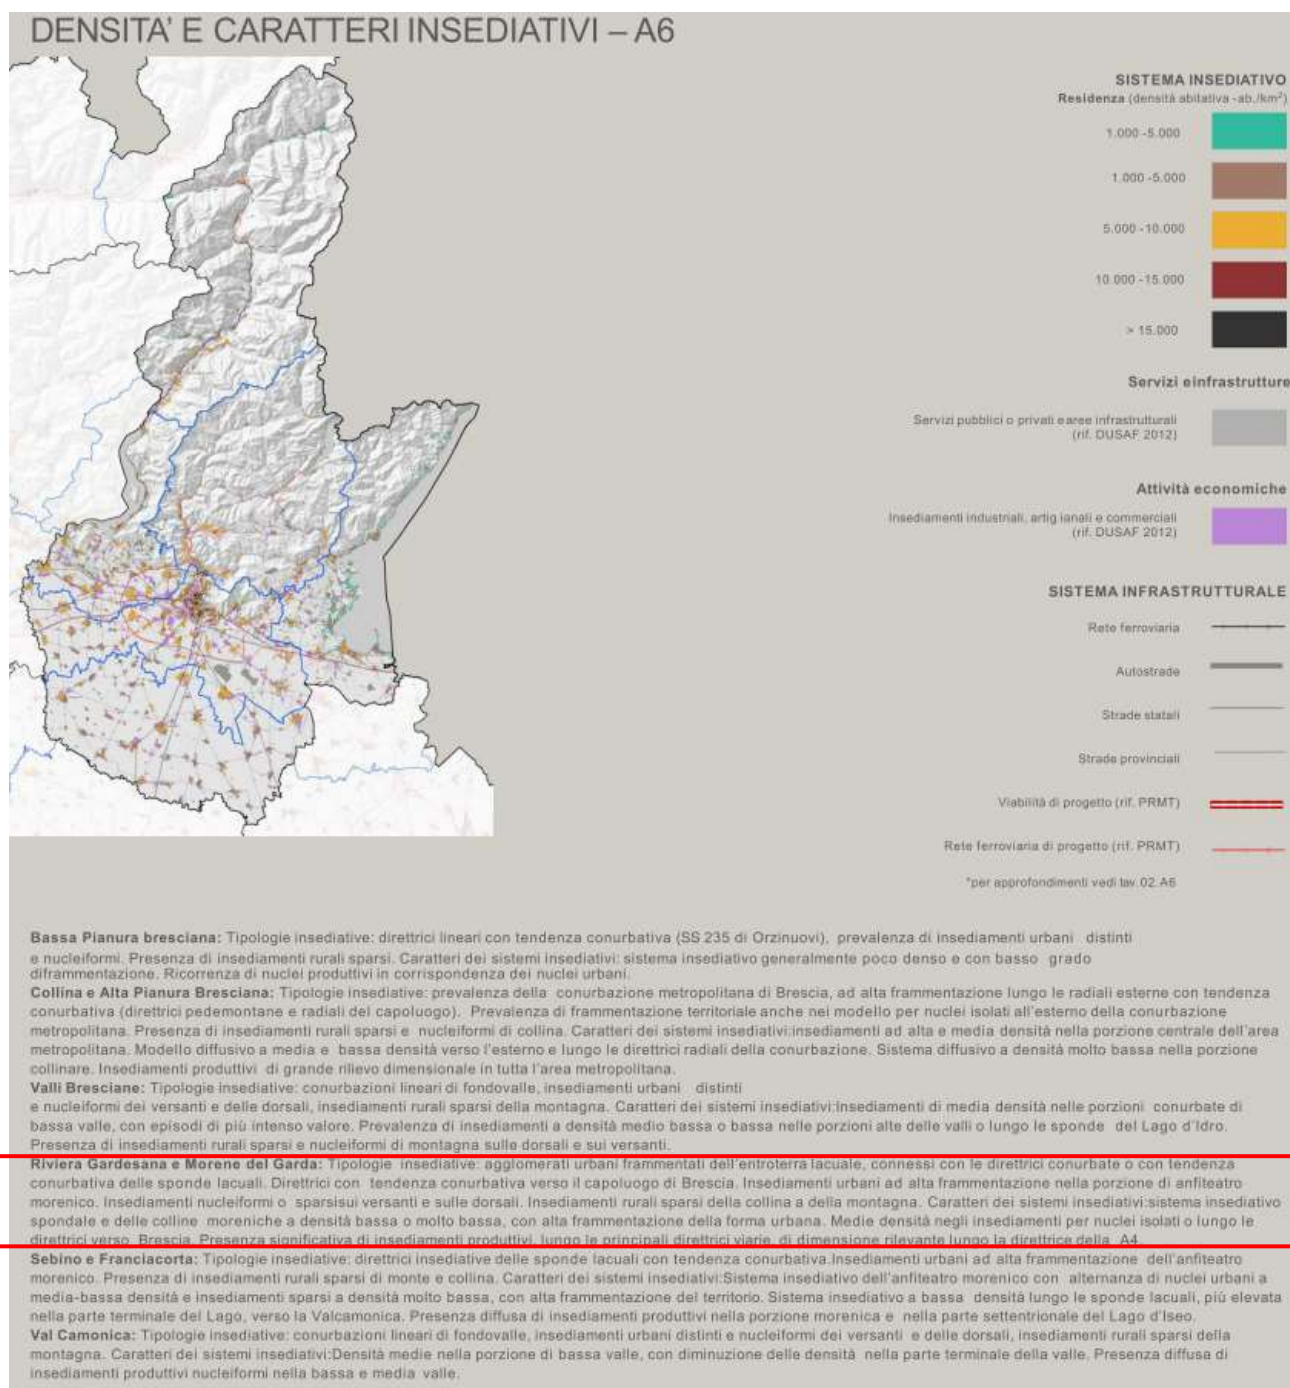 DENSITA' E CARATTERI INSEDIATIVI – A6
SISTEMA INSEDIATIVO
Residenza (densità abitativa -ab./km²)
1.000 -5.000
1.000 -5.000
5.000 -10.000
10.000 -15.000
> 15.000
Servizi einfrastrutture
Servizi pubblici o privati e aree infrastrutturali
(rif. DUSAF 2012)
Attività economiche
Insediamenti industriali, artig ianali e commerciali
(rif. DUSAF 2012)
SISTEMA INFRASTRUTTURALE
Rete ferroviaria
Autostrade
Strade statali
Strade provinciali
Viabilità di progetto (rif. PRMT)
Rete ferroviaria di progetto (rif. PRMT)
*per approfondimenti vedi tav. 02.A6
Bassa Pianura bresciana: Tipologie insediative: direttrici lineari con tendenza conurbativa (SS 235 di Orzinuovi), prevalenza di insediamenti urbani distinti
e nucleiformi. Presenza di insediamenti rurali sparsi. Caratteri dei sistemi insediativi: sistema insediativo generalmente poco denso e con basso grado
diframmentazione. Ricorrenza di nuclei produttivi in corrispondenza dei nuclei urbani.
Collina e Alta Pianura Bresciana: Tipologie insediative: prevalenza della conurbazione metropolitana di Brescia, ad alta frammentazione lungo le radiali esterne con tendenza
conurbativa (direttrici pedemontane e radiali del capoluogo). Prevalenza di frammentazione territoriale anche nei modello per nuclei isolati all'esterno della conurbazione
metropolitana. Presenza di insediamenti rurali sparsi e nucleiformi di collina. Caratteri dei sistemi insediativi:insediamenti ad alta e media densità nella porzione centrale dell'area
metropolitana. Modello diffusivo a media e bassa densità verso l'esterno e lungo le direttrici radiali della conurbazione. Sistema diffusivo a densità molto bassa nella porzione
collinare. Insediamenti produttivi di grande rilievo dimensionale in tutta l'area metropolitana.
Valli Bresciane: Tipologie insediative: conurbazioni lineari di fondovalle, insediamenti urbani distinti
e nucleiformi dei versanti e delle dorsali, insediamenti rurali sparsi della montagna. Caratteri dei sistemi insediativi:Insediamenti di media densità nelle porzioni conurbate di
bassa valle, con episodi di più intenso valore. Prevalenza di insediamenti a densità medio bassa o bassa nelle porzioni alte delle valli o lungo le sponde del Lago d'Idro.
Presenza di insediamenti rurali sparsi e nucleiformi di montagna sulle dorsali e sui versanti.
Riviera Gardesana e Morene del Garda: Tipologie insediative: agglomerati urbani frammentati dell'entroterra lacuale, connessi con le direttrici conurbate o con tendenza
conurbativa delle sponde lacuali. Direttrici con tendenza conurbativa verso il capoluogo di Brescia. Insediamenti urbani ad alta frammentazione nella porzione di anfiteatro
morenico. Insediamenti nucleiformi o sparsisui versanti e sulle dorsali. Insediamenti rurali sparsi della collina a della montagna. Caratteri dei sistemi insediativi:sistema insediativo
spondale e delle colline moreniche a densità bassa o molto bassa, con alta frammentazione della forma urbana. Medie densità negli insediamenti per nuclei isolati o lungo le
direttrici verso Brescia. Presenza significativa di insediamenti produttivi, lungo le principali direttrici viarie, di dimensione rilevante lungo la direttrice della A4.
Sebino e Franciacorta: Tipologie insediative: direttrici insediative delle sponde lacuali con tendenza conurbativa.Insediamenti urbani ad alta frammentazione dell'anfiteatro
morenico. Presenza di insediamenti rurali sparsi di monte e collina. Caratteri dei sistemi insediativi:Sistema insediativo dell'anfiteatro morenico con alternanza di nuclei urbani a
media-bassa densità e insediamenti sparsi a densità molto bassa, con alta frammentazione del territorio. Sistema insediativo a bassa densità lungo le sponde lacuali, più elevata
nella parte terminale del Lago, verso la Valcamonica. Presenza diffusa di insediamenti produttivi nella porzione morenica e nella parte settentrionale del Lago d'Iseo.
Val Camonica: Tipologie insediative: conurbazioni lineari di fondovalle, insediamenti urbani distinti e nucleiformi dei versanti e delle dorsali, insediamenti rurali sparsi della
montagna. Caratteri dei sistemi insediativi:Densità medie nella porzione di bassa valle, con diminuzione delle densità nella parte terminale della valle. Presenza diffusa di
insediamenti produttivi nucleiformi nella bassa e media valle.